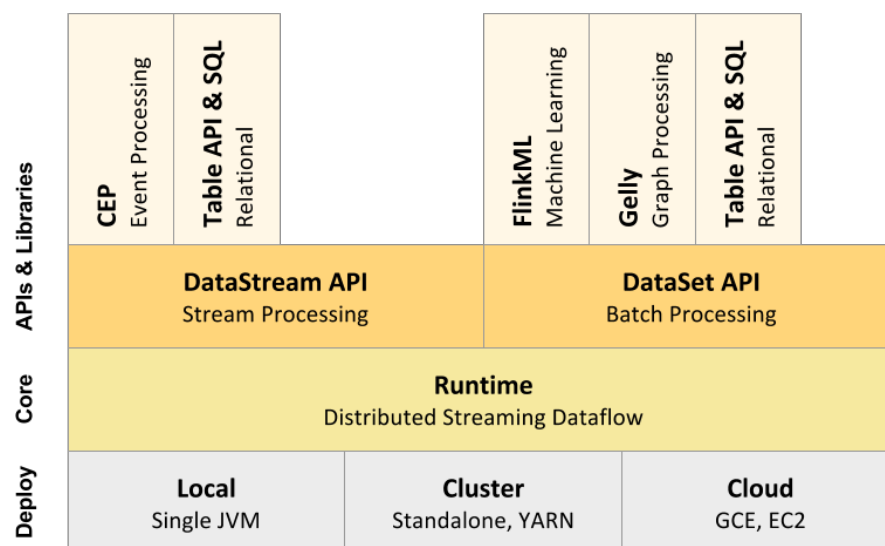 APIs & Libraries
CEP
Event Processing
Table API & SQL
Relational
FlinkML
Machine Learning
Gelly
Graph Processing
Table API & SQL
Relational
DataStream API
Stream Processing
DataSet API
Batch Processing
Core
Runtime
Distributed Streaming Dataflow
Deploy
Local
Single JVM
Cluster
Standalone, YARN
Cloud
GCE, EC2